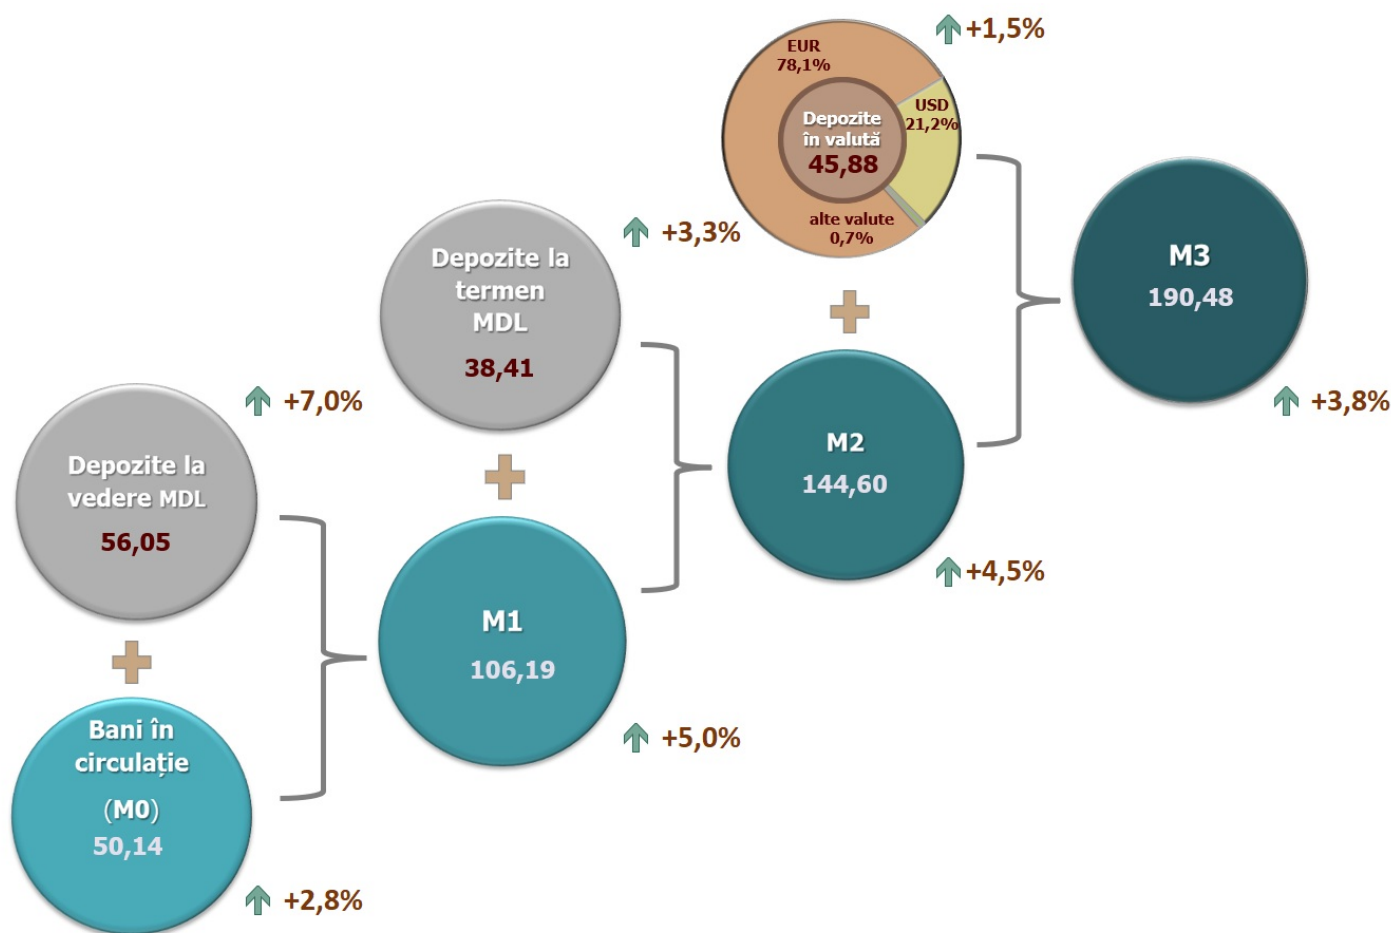 EUR
78,1%
USD
21,2%
Depozite
în valută
45,88
alte valute
0,7%
+1,5%
Depozite la
termen
MDL
38,41
+3,3%
M3
190,48
+3,8%
Depozite la
vedere MDL
56,05
+7,0%
M2
144,60
+4,5%
M1
106,19
+5,0%
Bani în
circulație
(M0)
50,14
+2,8%